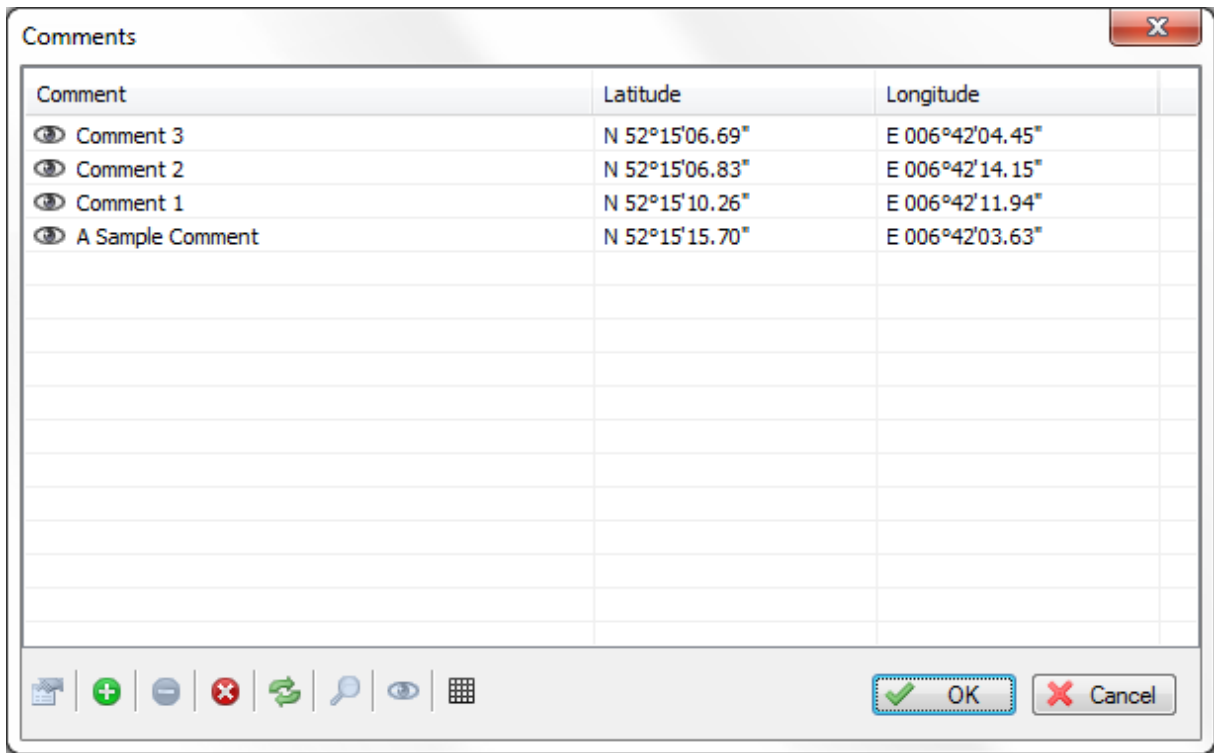 Comments
Comment Latitude Longitude
Comment 3 N 52°15'06.69" E 006°42'04.45"
Comment 2 N 52°15'06.83" E 006°42'14.15"
Comment 1 N 52°15'10.26" E 006°42'11.94"
A Sample Comment N 52°15'15.70" E 006°42'03.63"
OK Cancel